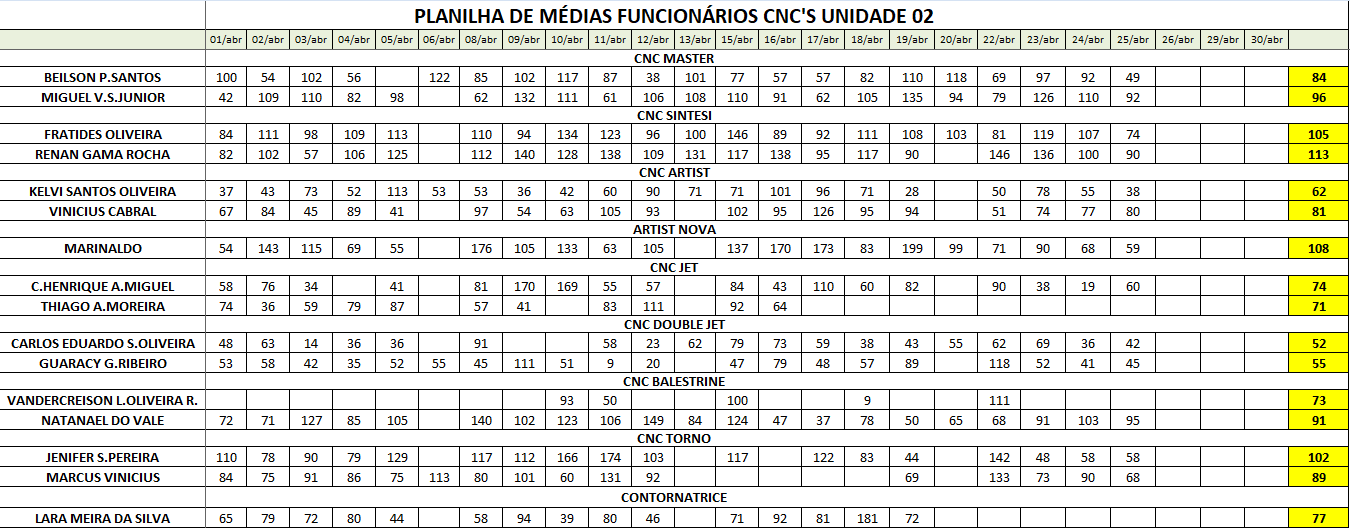 PLANILHA DE MÉDIAS FUNCIONÁRIOS CNC'S UNIDADE 02
01/abr 02/abr 03/abr 04/abr 05/abr 06/abr 08/abr 09/abr 10/abr 11/abr 12/abr 13/abr 15/abr 16/abr 17/abr 18/abr 19/abr 20/abr 22/abr 23/abr 24/abr 25/abr 26/abr 29/abr 30/abr
CNC MASTER
BEILSON P.SANTOS 100 54 102 56 122 85 102 117 87 38 101 77 57 57 82 110 118 69 97 92 49 84
MIGUEL V.S.JUNIOR 42 109 110 82 98 62 132 111 61 106 108 110 91 62 105 135 94 79 126 110 92 96
CNC SINTESI
FRATIDES OLIVEIRA 84 111 98 109 113 110 94 134 123 96 100 146 89 92 111 108 103 81 119 107 74 105
RENAN GAMA ROCHA 82 102 57 106 125 112 140 128 138 109 131 117 138 95 117 90 146 136 100 90 113
CNC ARTIST
KELVI SANTOS OLIVEIRA 37 43 73 52 113 53 53 36 42 60 90 71 71 101 96 71 28 50 78 55 38 62
VINICIUS CABRAL 67 84 45 89 41 97 54 63 105 93 102 95 126 95 94 51 74 77 80 81
ARTIST NOVA
MARINALDO 54 143 115 69 55 176 105 133 63 105 137 170 173 83 199 99 71 90 68 59 108
CNC JET
C.HENRIQUE A.MIGUEL 58 76 34 41 81 170 169 55 57 84 43 110 60 82 90 38 19 60 74
THIAGO A.MOREIRA 74 36 59 79 87 57 41 83 111 92 64 71
CNC DOUBLE JET
CARLOS EDUARDO S.OLIVEIRA 48 63 14 36 36 91 58 23 62 79 73 59 38 43 55 62 69 36 42 52
GUARACY G.RIBEIRO 53 58 42 35 52 55 45 111 51 9 20 47 79 48 57 89 118 52 41 45 55
CNC BALESTRINE
VANDERCREISON L.OLIVEIRA R. 93 50 100 9 111 73
NATANAEL DO VALE 72 71 127 85 105 140 102 123 106 149 84 124 47 37 78 50 65 68 91 103 95 91
CNC TORNO
JENIFER S.PEREIRA 110 78 90 79 129 117 112 166 174 103 117 122 83 44 142 48 58 58 102
MARCUS VINICIUS 84 75 91 86 75 113 80 101 60 131 92 69 133 73 90 68 89
CONTORNATRICE
LARA MEIRA DA SILVA 65 79 72 80 44 58 94 39 80 46 71 92 81 181 72 77